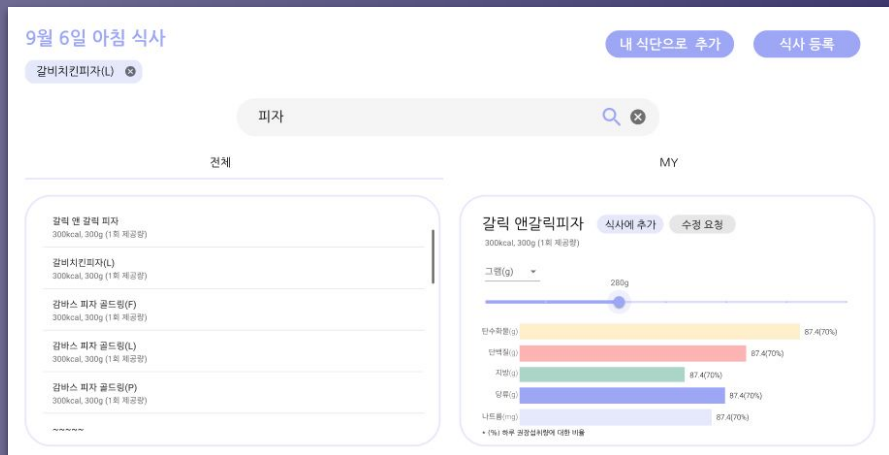 9월 6일 아침 식사
내 식단으로 추가
식사 등록
갈비치킨피자(L)
피자
전체
MY
갈릭 앤 갈릭 피자
300kcal, 300g (1회 제공량)
갈비치킨피자(L)
300kcal, 300g (1회 제공량)
감바스 피자 골드링(F)
300kcal, 300g (1회 제공량)
감바스 피자 골드링(L)
300kcal, 300g (1회 제공량)
감바스 피자 골드링(P)
300kcal, 300g (1회 제공량)
~~~~~
갈릭 앤갈릭피자
식사에 추가
수정 요청
300kcal, 300g (1회 제공량)
그램(g)
280g
탄수화물(g) 87.4(70%)
단백질(g) 87.4(70%)
지방(g) 87.4(70%)
당류(g) 87.4(70%)
나트륨(mg) 87.4(70%)
* (%) 하루 권장섭취량에 대한 비율